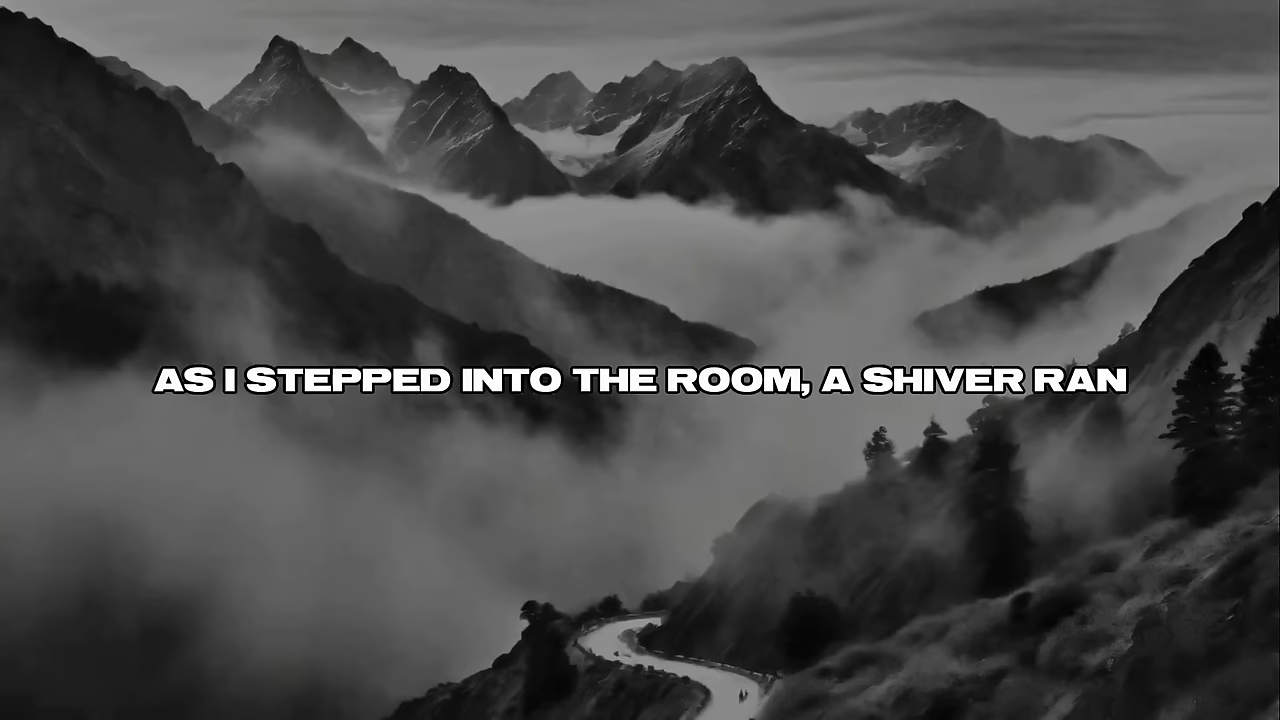 AS I STEPPED INTO THE ROOM, A SHIVER RAN